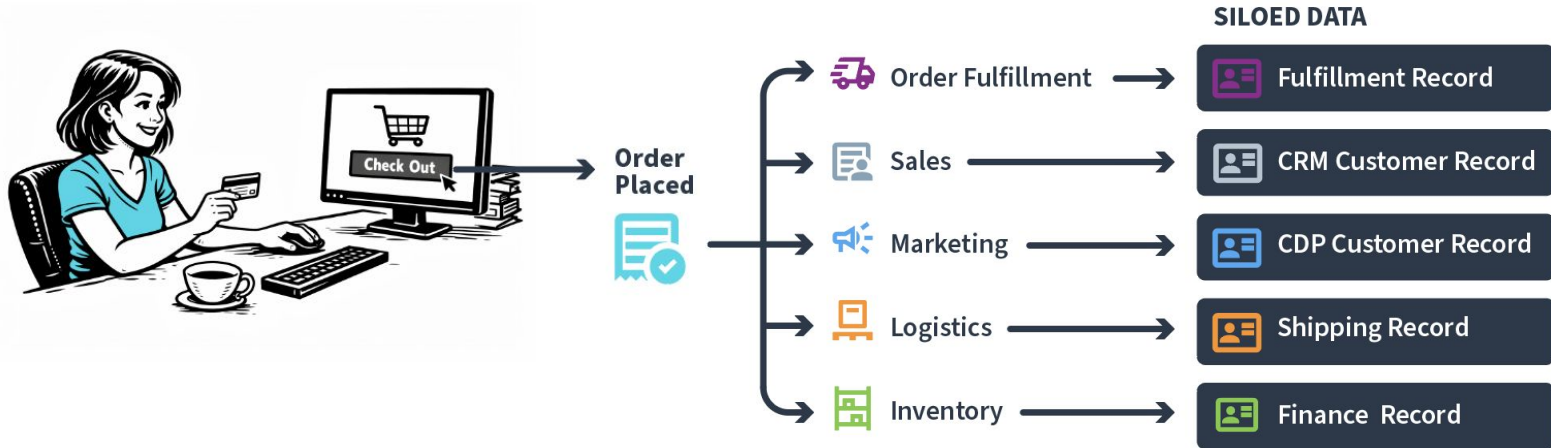 SILOED DATA
Check Out
Order
Placed
Order Fulfillment
Fulfillment Record
Sales
CRM Customer Record
Marketing
CDP Customer Record
Logistics
Shipping Record
Inventory
Finance Record